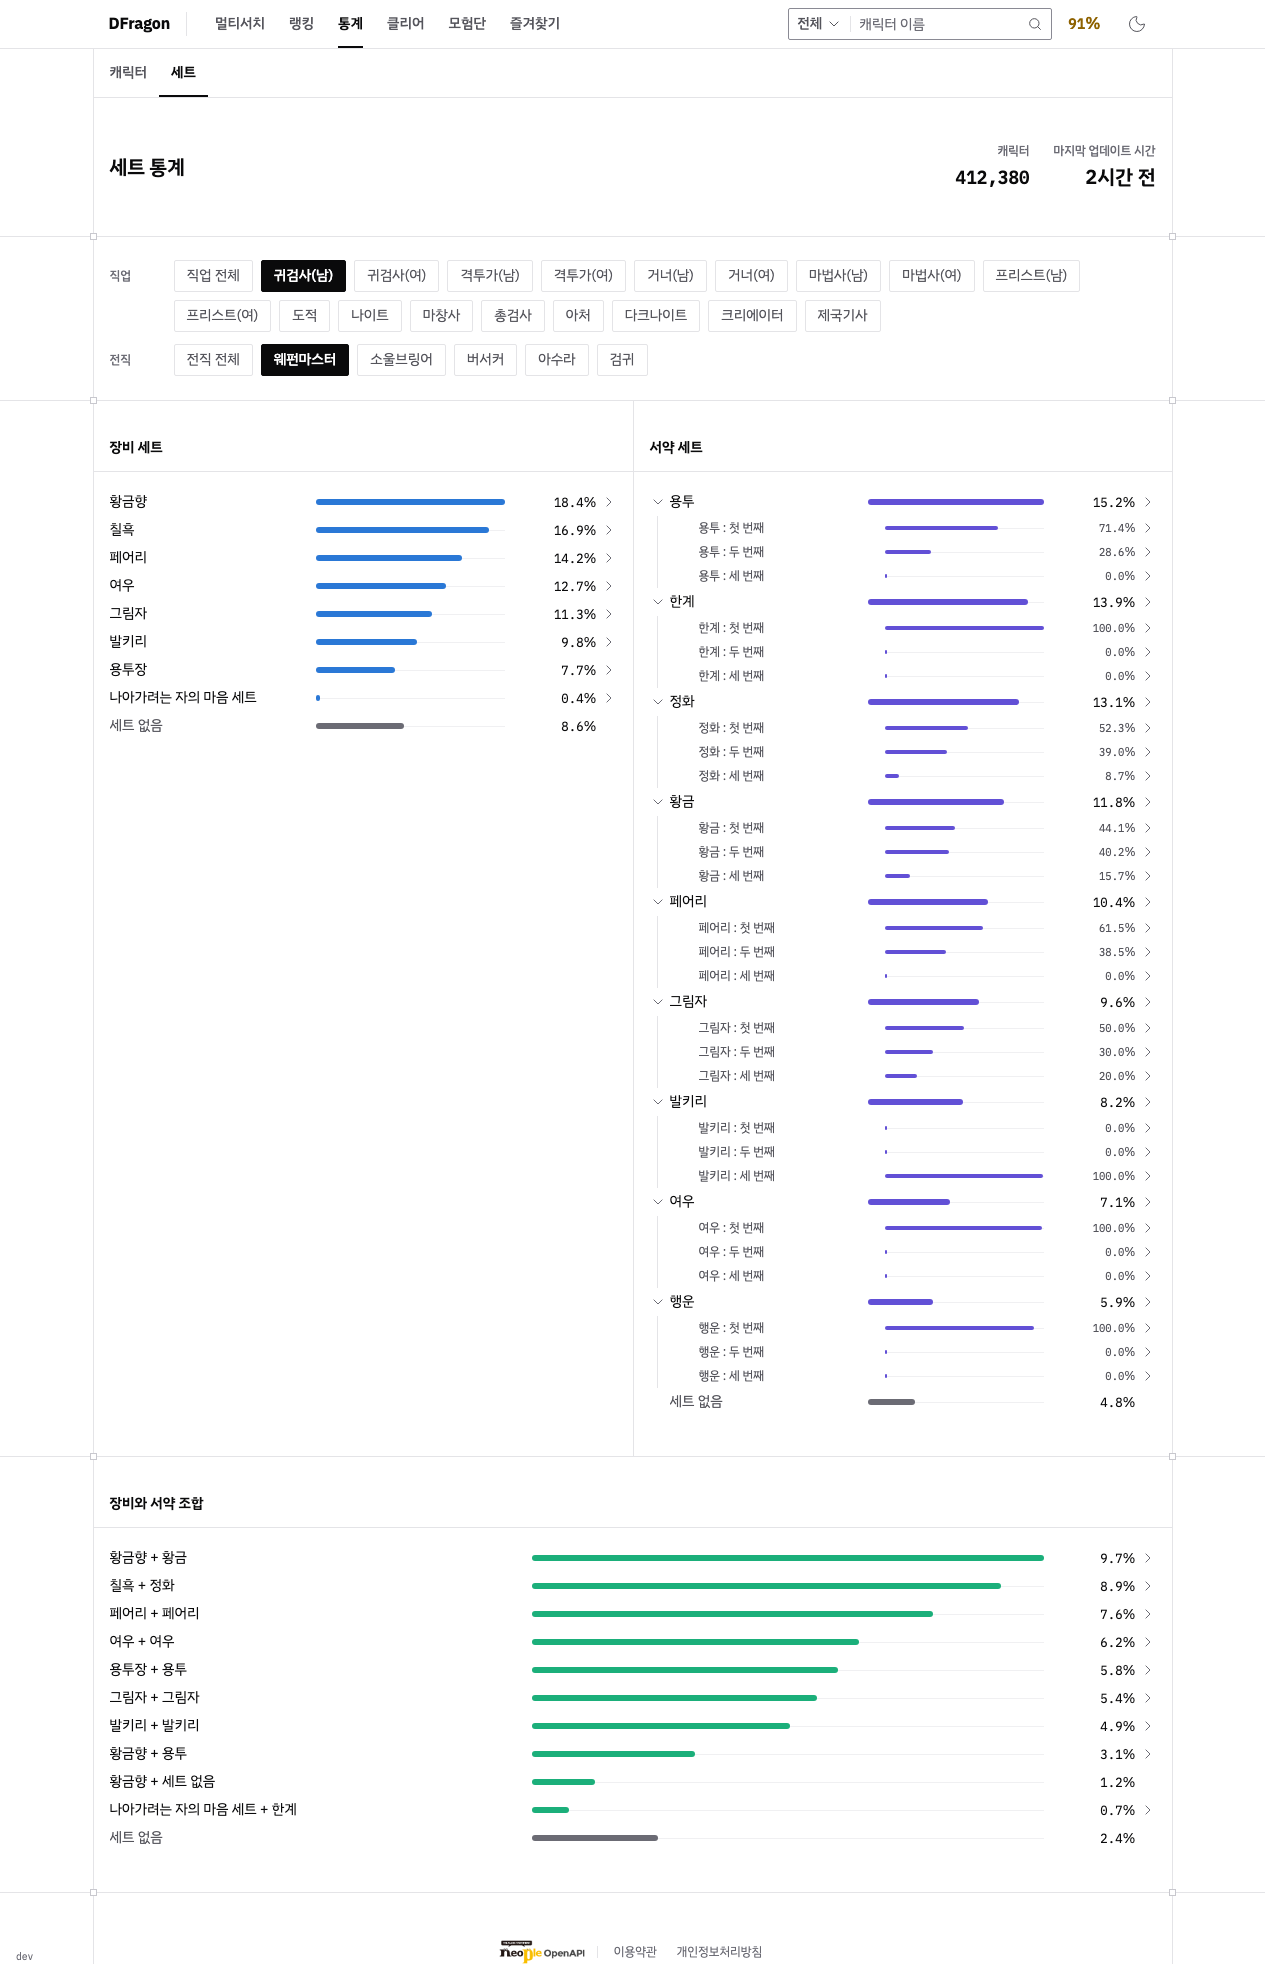 DFragon 멀티서치 랭킹 통계 클리어 모험단 즐겨찾기 전체 캐릭터 이름 91%
캐릭터 세트
세트 통계
캐릭터 마지막 업데이트 시간
412,380 2시간 전
직업 직업 전체 귀검사(남) 귀검사(여) 격투가(남) 격투가(여) 거너(남) 거너(여) 마법사(남) 마법사(여) 프리스트(남)
프리스트(여) 도적 나이트 마창사 총검사 아처 다크나이트 크리에이터 제국기사
전직 전직 전체 웨펀마스터 소울브링어 버서커 아수라 검귀
장비 세트
황금향 18.4%
칠흑 16.9%
페어리 14.2%
여우 12.7%
그림자 11.3%
발키리 9.8%
용투장 7.7%
나아가려는 자의 마음 세트 0.4%
세트 없음 8.6%
서약 세트
용투 15.2%
용투 : 첫 번째 71.4%
용투 : 두 번째 28.6%
용투 : 세 번째 0.0%
한계 13.9%
한계 : 첫 번째 100.0%
한계 : 두 번째 0.0%
한계 : 세 번째 0.0%
정화 13.1%
정화 : 첫 번째 52.3%
정화 : 두 번째 39.0%
정화 : 세 번째 8.7%
황금 11.8%
황금 : 첫 번째 44.1%
황금 : 두 번째 40.2%
황금 : 세 번째 15.7%
페어리 10.4%
페어리 : 첫 번째 61.5%
페어리 : 두 번째 38.5%
페어리 : 세 번째 0.0%
그림자 9.6%
그림자 : 첫 번째 50.0%
그림자 : 두 번째 30.0%
그림자 : 세 번째 20.0%
발키리 8.2%
발키리 : 첫 번째 0.0%
발키리 : 두 번째 0.0%
발키리 : 세 번째 100.0%
여우 7.1%
여우 : 첫 번째 100.0%
여우 : 두 번째 0.0%
여우 : 세 번째 0.0%
행운 5.9%
행운 : 첫 번째 100.0%
행운 : 두 번째 0.0%
행운 : 세 번째 0.0%
세트 없음 4.8%
장비와 서약 조합
황금향 + 황금 9.7%
칠흑 + 정화 8.9%
페어리 + 페어리 7.6%
여우 + 여우 6.2%
용투장 + 용투 5.8%
그림자 + 그림자 5.4%
발키리 + 발키리 4.9%
황금향 + 용투 3.1%
황금향 + 세트 없음 1.2%
나아가려는 자의 마음 세트 + 한계 0.7%
세트 없음 2.4%
neople OpenAPI 이용약관 개인정보처리방침
dev